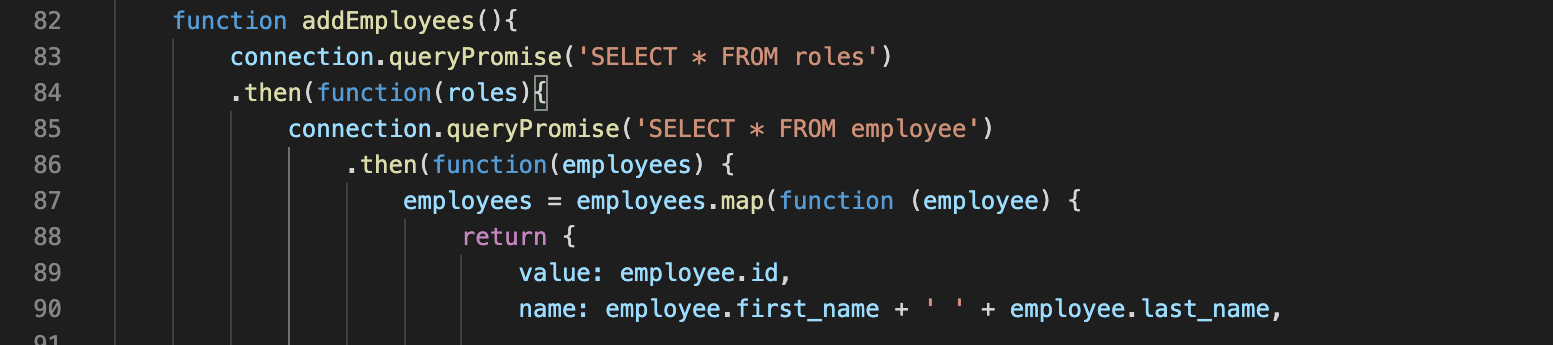 82 function addEmployees(){
83 connection.queryPromise('SELECT * FROM roles')
84 .then(function(roles){
85 connection.queryPromise('SELECT * FROM employee')
86 .then(function(employees) {
87 employees = employees.map(function (employee) {
88 return {
89 value: employee.id,
90 name: employee.first_name + ' ' + employee.last_name,
91